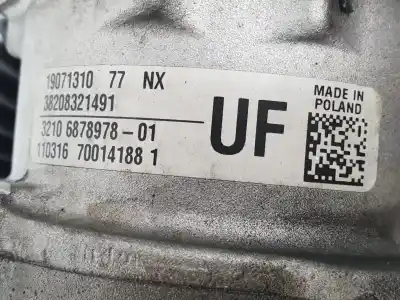 19071310 77 NX
38208321491
3210 6878978-01
110316 70014188 1
UF
MADE IN
POLAND